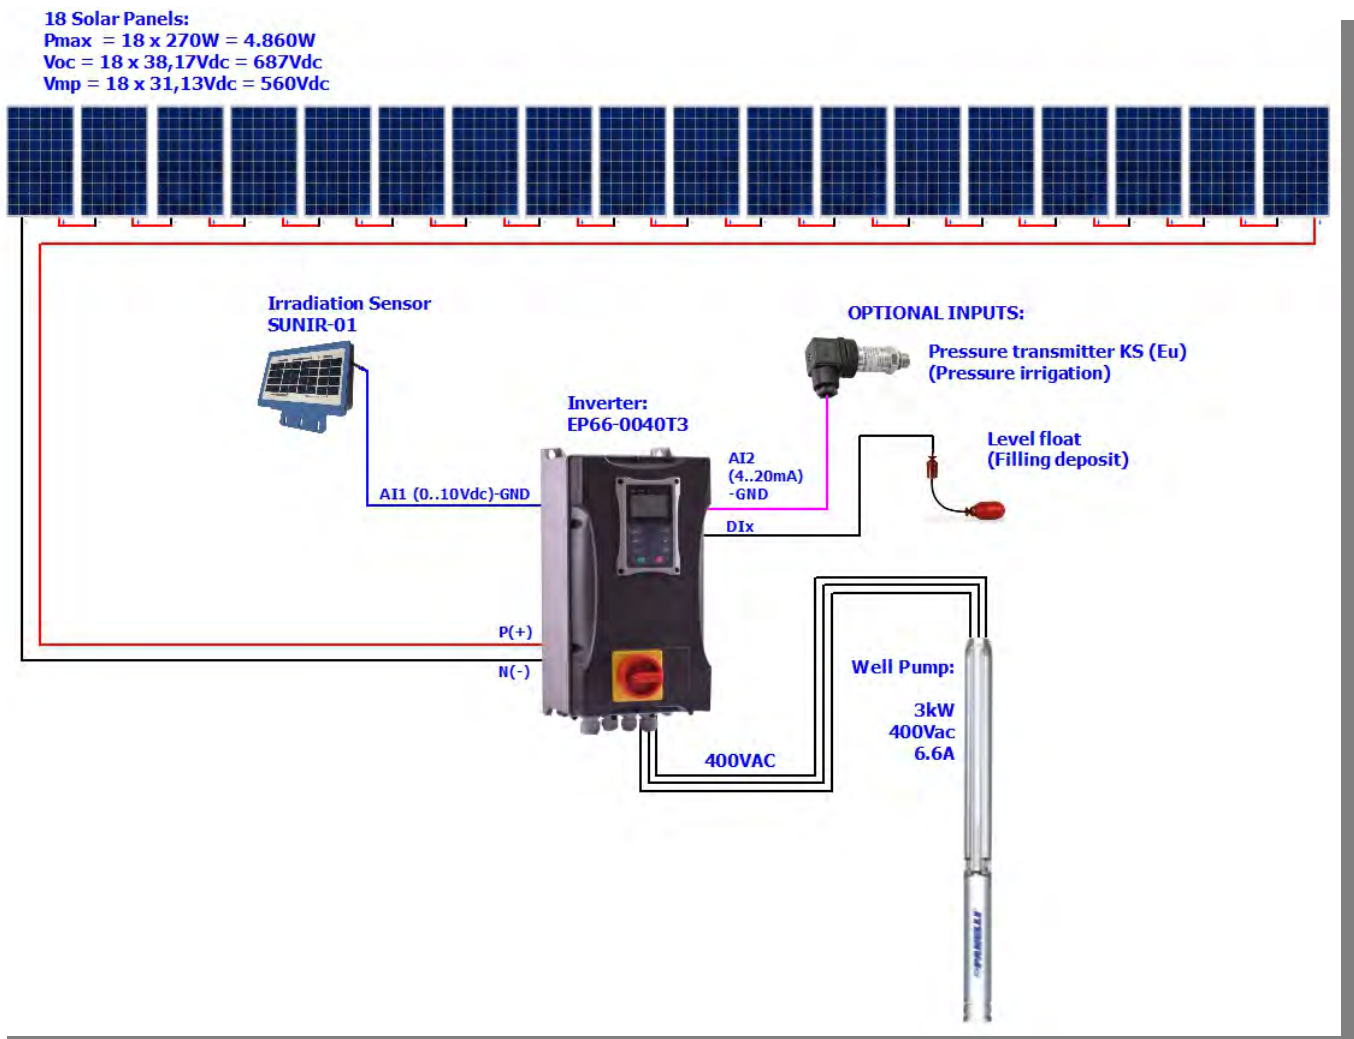 18 Solar Panels:
Pmax = 18 x 270W = 4.860W
Voc = 18 x 38,17Vdc = 687Vdc
Vmp = 18 x 31,13Vdc = 560Vdc
Irradiation Sensor
SUNIR-01
OPTIONAL INPUTS:
Pressure transmitter KS (Eu)
(Pressure irrigation)
Inverter:
EP66-0040T3
Level float
(Filling deposit)
AI2
(4..20mA)
-GND
AI1 (0..10Vdc)-GND
DIx
P(+)
N(-)
Well Pump:
3kW
400Vac
6.6A
400VAC
PANELLI